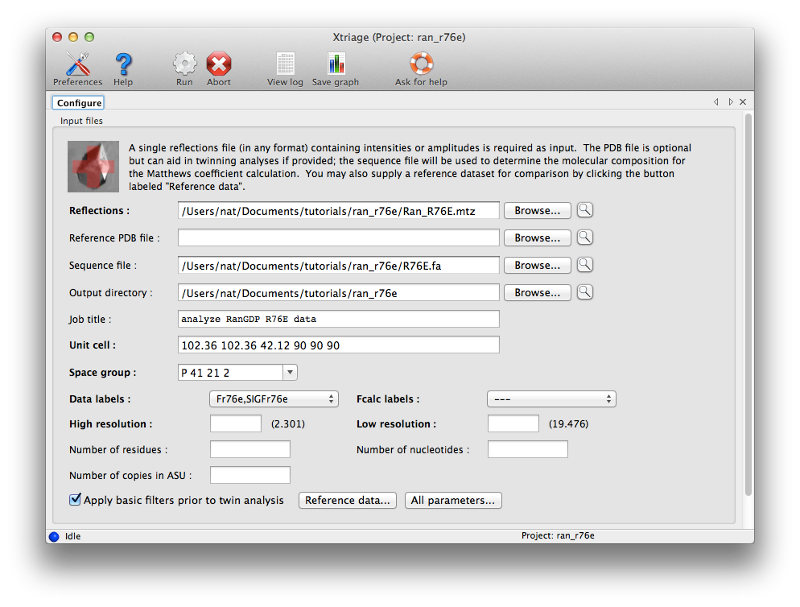 Xtriage (Project: ran_r76e)
Preferences Help Run Abort View log Save graph Ask for help
Configure
Input files
A single reflections file (in any format) containing intensities or amplitudes is required as input. The PDB file is optional
but can aid in twinning analyses if provided; the sequence file will be used to determine the molecular composition for
the Matthews coefficient calculation. You may also supply a reference dataset for comparison by clicking the button
labeled "Reference data".
Reflections : /Users/nat/Documents/tutorials/ran_r76e/Ran_R76E.mtz Browse...
Reference PDB file : Browse...
Sequence file : /Users/nat/Documents/tutorials/ran_r76e/R76E.fa Browse...
Output directory : /Users/nat/Documents/tutorials/ran_r76e Browse...
Job title : analyze RanGDP R76E data
Unit cell : 102.36 102.36 42.12 90 90 90
Space group : P 41 21 2
Data labels : Fr76e,SIGFr76e Fcalc labels : ---
High resolution : (2.301) Low resolution : (19.476)
Number of residues : Number of nucleotides :
Number of copies in ASU :
Apply basic filters prior to twin analysis Reference data... All parameters...
Idle Project: ran_r76e